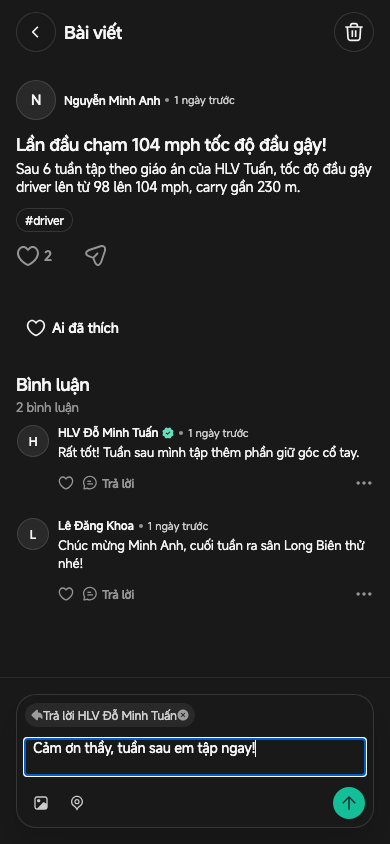 Bài viết
N
Nguyễn Minh Anh • 1 ngày trước
Lần đầu chạm 104 mph tốc độ đầu gậy!
Sau 6 tuần tập theo giáo án của HLV Tuấn, tốc độ đầu gậy
driver lên từ 98 lên 104 mph, carry gần 230 m.
#driver
2
Ai đã thích
Bình luận
2 bình luận
H
HLV Đỗ Minh Tuấn • 1 ngày trước
Rất tốt! Tuần sau mình tập thêm phần giữ góc cổ tay.
Trả lời
L
Lê Đăng Khoa • 1 ngày trước
Chúc mừng Minh Anh, cuối tuần ra sân Long Biên thử
nhé!
Trả lời
Trả lời HLV Đỗ Minh Tuấn
Cảm ơn thầy, tuần sau em tập ngay!